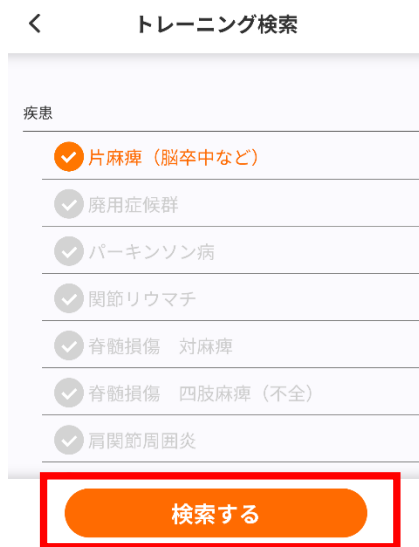 トレーニング検索
疾患
片麻痺（脳卒中など）
廃用症候群
パーキンソン病
関節リウマチ
脊髄損傷　対麻痺
脊髄損傷　四肢麻痺（不全）
肩関節周囲炎
検索する